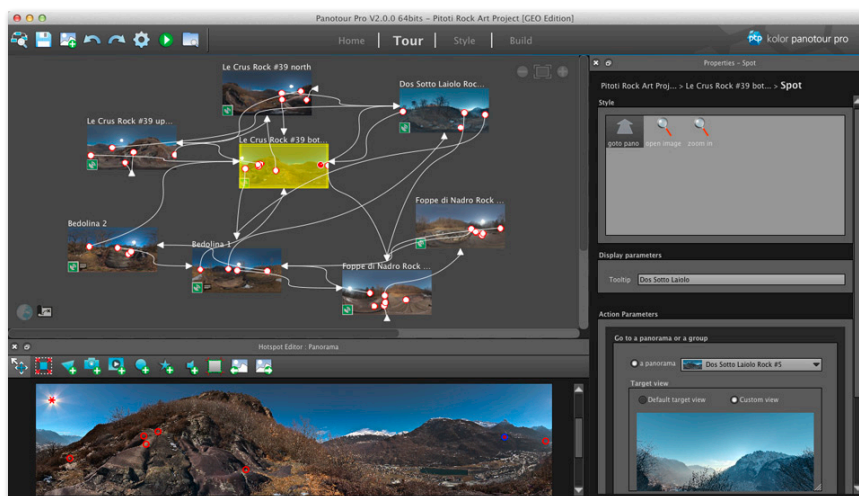 Panotour Pro V2.0.0 64bits – Pitoti Rock Art Project [GEO Edition]
Home Tour Style Build
ptp kolor panotour pro
Le Crus Rock #39 north
Dos Sotto Laiolo Roc...
Le Crus Rock #39 up...
Le Crus Rock #39 bot...
Foppe di Nadro Rock ...
Bedolina 2
Bedolina 1
Foppe di Nadro Rock ...
Hotspot Editor : Panorama
Properties – Spot
Pitoti Rock Art Proj... > Le Crus Rock #39 bot... > Spot
Style
goto pano open image zoom in
Display parameters
Tooltip Dos Sotto Laiolo
Action Parameters
Go to a panorama or a group
a panorama Dos Sotto Laiolo Rock #5
Target view
Default target view Custom view